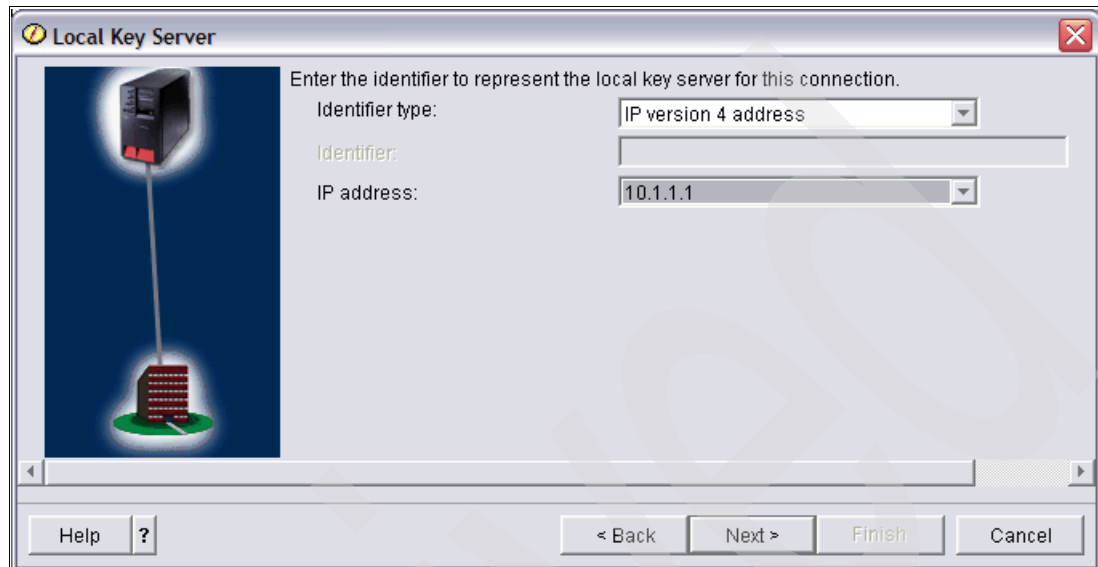 Local Key Server
Enter the identifier to represent the local key server for this connection.
Identifier type: IP version 4 address
Identifier:
IP address: 10.1.1.1
Help ? < Back Next > Finish Cancel